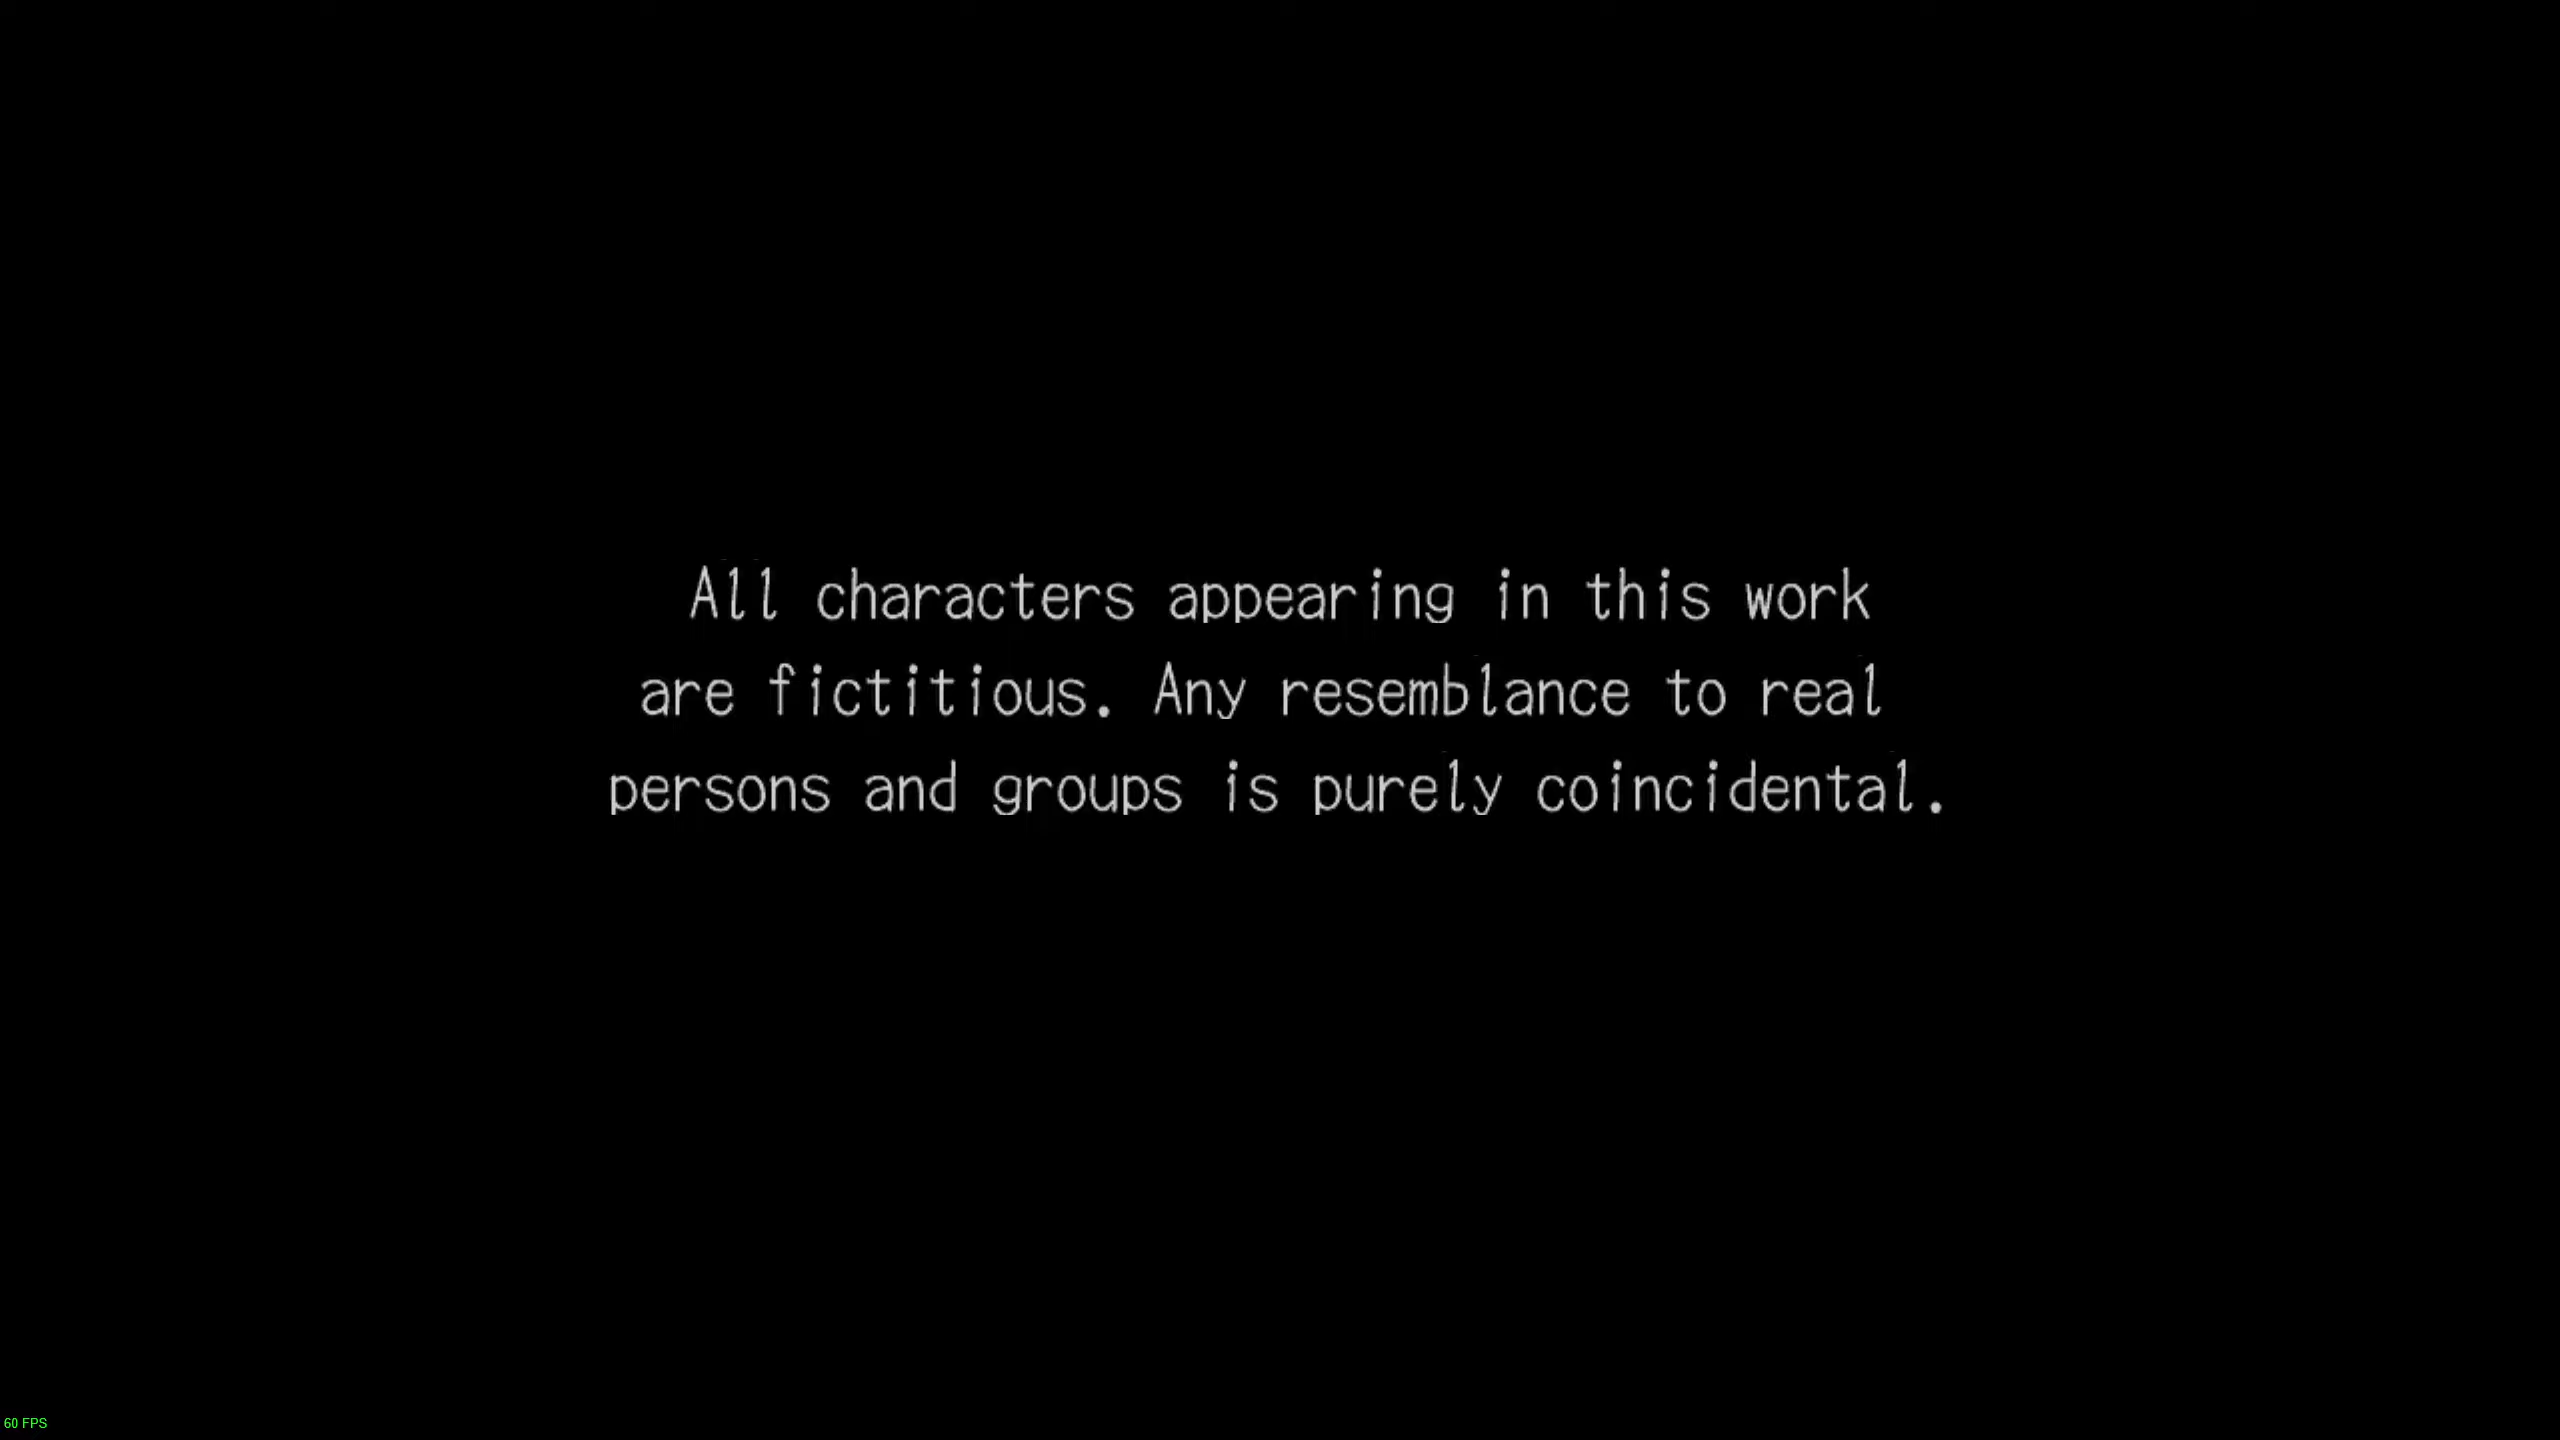 All characters appearing in this work
are fictitious. Any resemblance to real
persons and groups is purely coincidental.
60 FPS